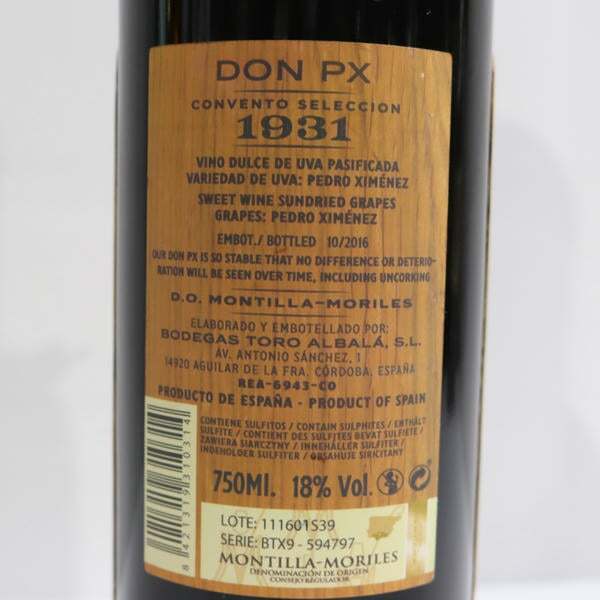 DON PX
CONVENTO SELECCION
1931
VINO DULCE DE UVA PASIFICADA
VARIEDAD DE UVA: PEDRO XIMÉNEZ
SWEET WINE SUNDRIED GRAPES
GRAPES: PEDRO XIMÉNEZ
EMBOT./ BOTTLED 10/2016
OUR DON PX IS SO STABLE THAT NO DIFFERENCE OR DETERIO-
RATION WILL BE SEEN OVER TIME, INCLUDING UNCORKING
D.O. MONTILLA-MORILES
ELABORADO Y EMBOTELLADO POR:
BODEGAS TORO ALBALÁ, S.L.
AV. ANTONIO SÁNCHEZ, 1
14920 AGUILAR DE LA FRA. CÓRDOBA, ESPAÑA
REA-6943-CO
PRODUCTO DE ESPAÑA - PRODUCT OF SPAIN
CONTIENE SULFITOS / CONTAIN SULPHITES / ENTHÄLT
SULFITE / CONTIENT DES SULFITES BEVAT SULFIETE /
ZAWIERA SIARCZYNY / INNEHÅLLER SULFITER /
INDEHOLDER SULFITER / OBSAHUJE SIRICITANY
750Ml. 18% Vol.
8421319310314
LOTE: 111601S39
SERIE: BTX9 - 594797
MONTILLA-MORILES
DENOMINACIÓN DE ORIGEN
CONSEJO REGULADOR